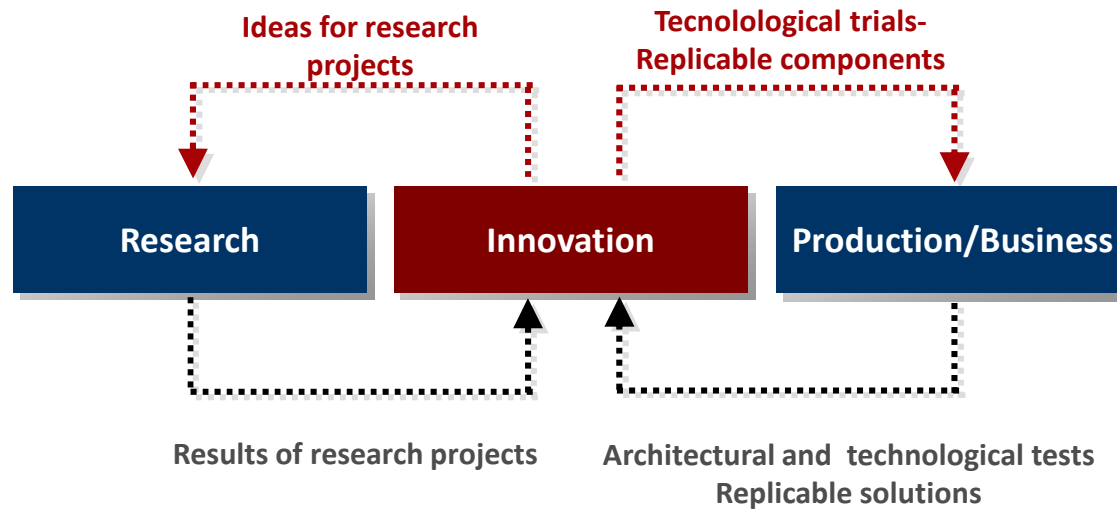 Ideas for research
projects
Tecnolological trials-
Replicable components
Research
Innovation
Production/Business
Results of research projects
Architectural and  technological tests
Replicable solutions